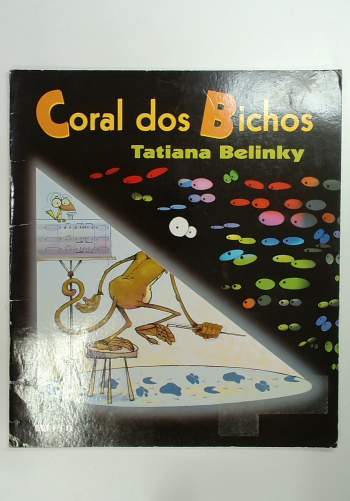 Coral dos Bichos
Tatiana Belinky